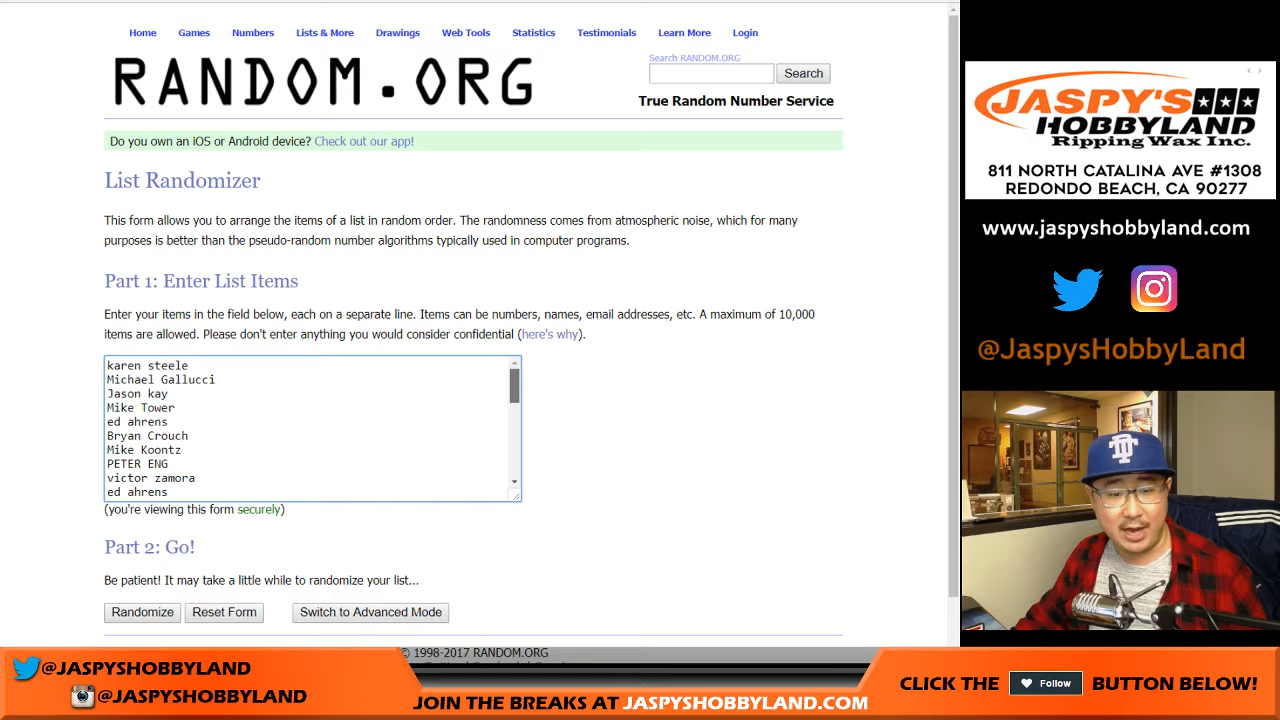 Home Games Numbers Lists & More Drawings Web Tools Statistics Testimonials Learn More Login
RANDOM.ORG
Search RANDOM.ORG
Search
True Random Number Service
Do you own an iOS or Android device? Check out our app!
List Randomizer
This form allows you to arrange the items of a list in random order. The randomness comes from atmospheric noise, which for many
purposes is better than the pseudo-random number algorithms typically used in computer programs.
Part 1: Enter List Items
Enter your items in the field below, each on a separate line. Items can be numbers, names, email addresses, etc. A maximum of 10,000
items are allowed. Please don't enter anything you would consider confidential (here's why).
karen steele
Michael Gallucci
Jason kay
Mike Tower
ed ahrens
Bryan Crouch
Mike Koontz
PETER ENG
victor zamora
ed ahrens
(you're viewing this form securely)
Part 2: Go!
Be patient! It may take a little while to randomize your list...
Randomize Reset Form Switch to Advanced Mode
© 1998-2017 RANDOM.ORG
JASPY'S
HOBBYLAND
Ripping Wax Inc.
811 NORTH CATALINA AVE #1308
REDONDO BEACH, CA 90277
www.jaspyshobbyland.com
@JaspysHobbyLand
@JASPYSHOBBYLAND
@JASPYSHOBBYLAND
JOIN THE BREAKS AT JASPYSHOBBYLAND.COM
CLICK THE Follow BUTTON BELOW!